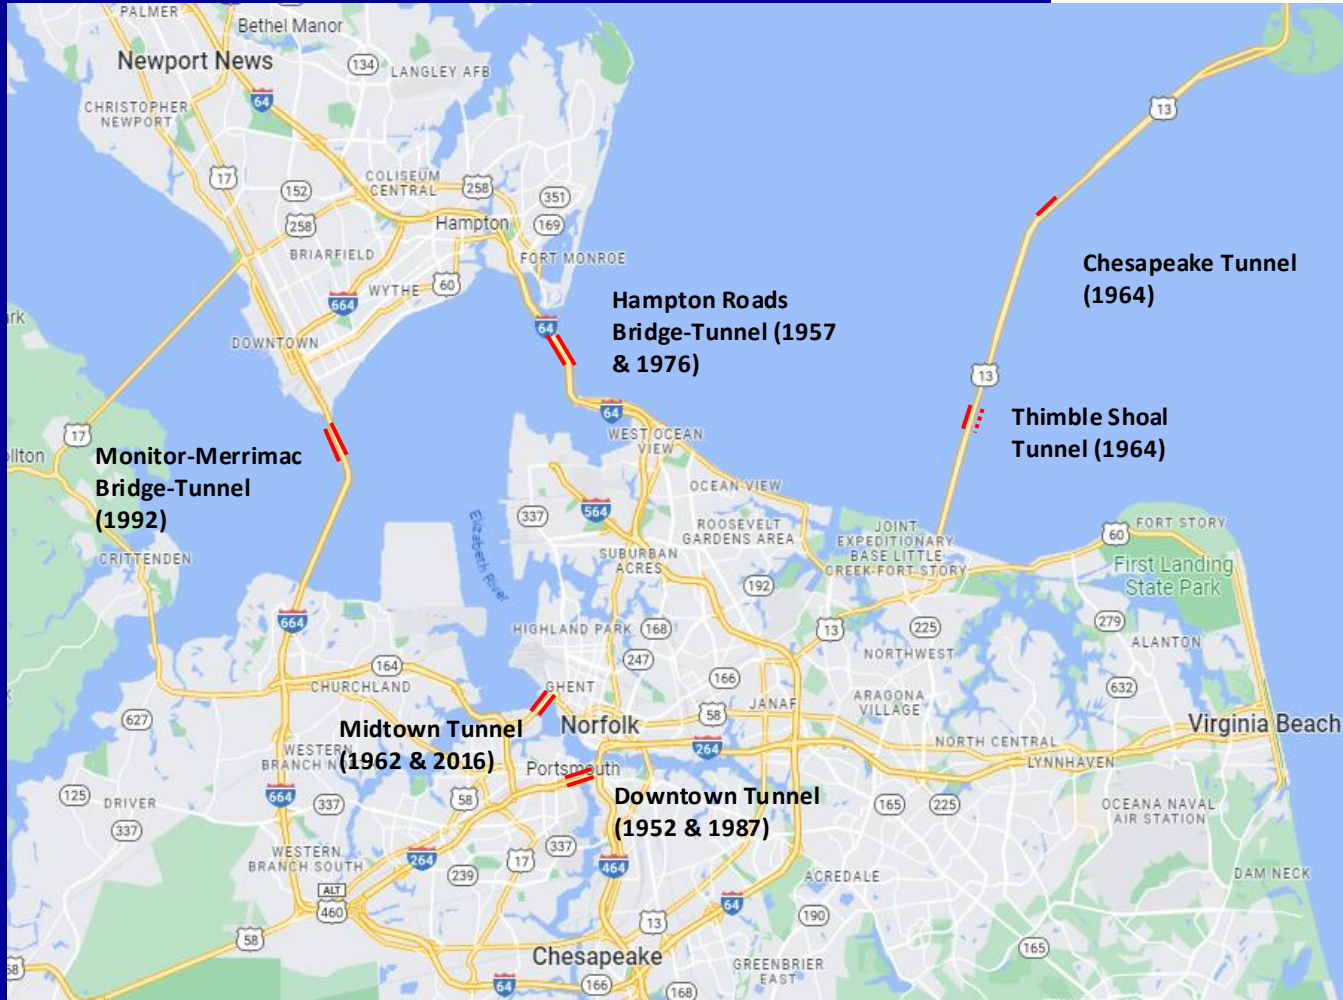 PALMER
Bethel Manor
Newport News
134
LANGLEY AFB
64
CHRISTOPHER
NEWPORT
13
17
152
COLISEUM
CENTRAL
258
351
258
Hampton
169
BRIARFIELD
FORT MONROE
WYTHE
60
664
Chesapeake Tunnel
(1964)
Hampton Roads
Bridge-Tunnel (1957
& 1976)
ark
64
DOWNTOWN
13
64
Thimble Shoal
Tunnel (1964)
17
WEST OCEAN
VIEW
ollton
Monitor-Merrimac
Bridge-Tunnel
(1992)
OCEAN VIEW
Elizabeth River
337
564
ROOSEVELT
GARDENS AREA
JOINT
EXPEDITIONARY
BASE LITTLE
CREEK-FORT STORY
60
FORT STORY
CRITTENDEN
SUBURBAN
ACRES
First Landing
State Park
192
664
HIGHLAND PARK
168
13
225
279
ALANTON
247
NORTHWEST
164
CHURCHLAND
GHENT
166
632
JANAF
ARAGONA
VILLAGE
627
Midtown Tunnel
(1962 & 2016)
Norfolk
58
Virginia Beach
WESTERN
BRANCH N
264
NORTH CENTRAL
LYNNHAVEN
Portsmouth
125
DRIVER
664
337
58
Downtown Tunnel
(1952 & 1987)
165
225
OCEANA NAVAL
AIR STATION
337
WESTERN
BRANCH SOUTH
264
239
17
337
464
ACREDALE
DAM NECK
ALT
460
64
58
13
190
165
Chesapeake
GREENBRIER
EAST
58
64
166
168